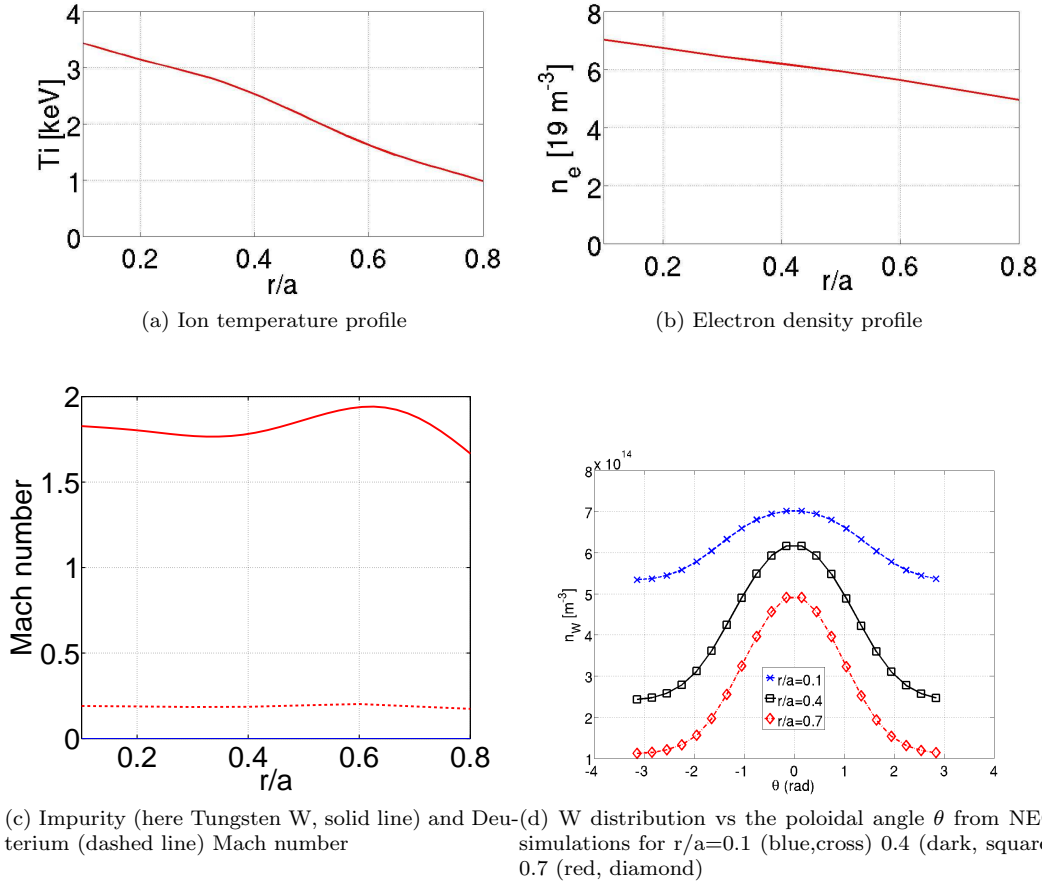 4
3
2
1
0
Ti [keV]
0.2
0.4
0.6
0.8
r/a
(a) Ion temperature profile
8
6
4
2
0
n_e [19 m^-3]
0.2
0.4
0.6
0.8
r/a
(b) Electron density profile
2
1.5
1
0.5
0
Mach number
0.2
0.4
0.6
0.8
r/a
(c) Impurity (here Tungsten W, solid line) and Deu-
terium (dashed line) Mach number
x 10^14
8
7
6
5
4
3
2
1
n_W [m^-3]
r/a=0.1
r/a=0.4
r/a=0.7
-4
-3
-2
-1
0
1
2
3
4
θ (rad)
(d) W distribution vs the poloidal angle θ from NEO
simulations for r/a=0.1 (blue,cross) 0.4 (dark, square
0.7 (red, diamond)